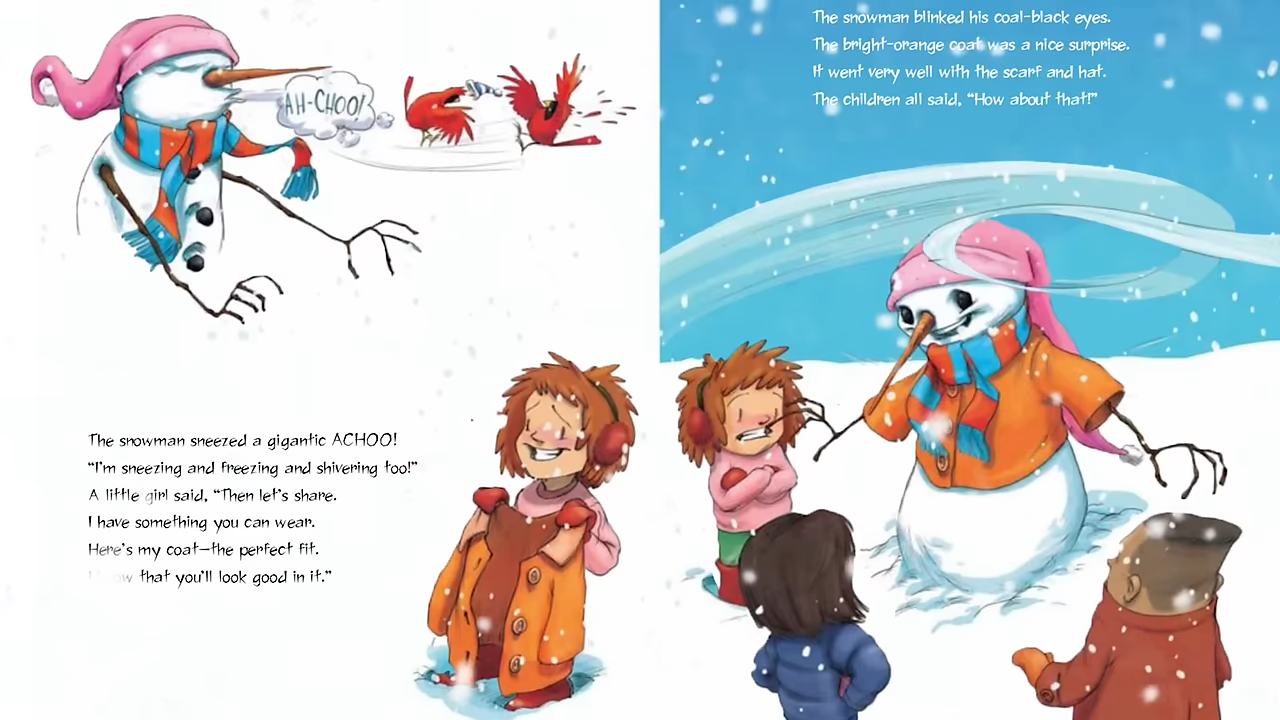 AH-CHOO!
The snowman sneezed a gigantic ACHOO!
“I’m sneezing and freezing and shivering too!”
A little girl said, “Then let’s share.
I have something you can wear.
Here’s my coat—the perfect fit.
that you’ll look good in it.”
The snowman blinked his coal-black eyes.
The bright-orange coat was a nice surprise.
It went very well with the scarf and hat.
The children all said, “How about that!”